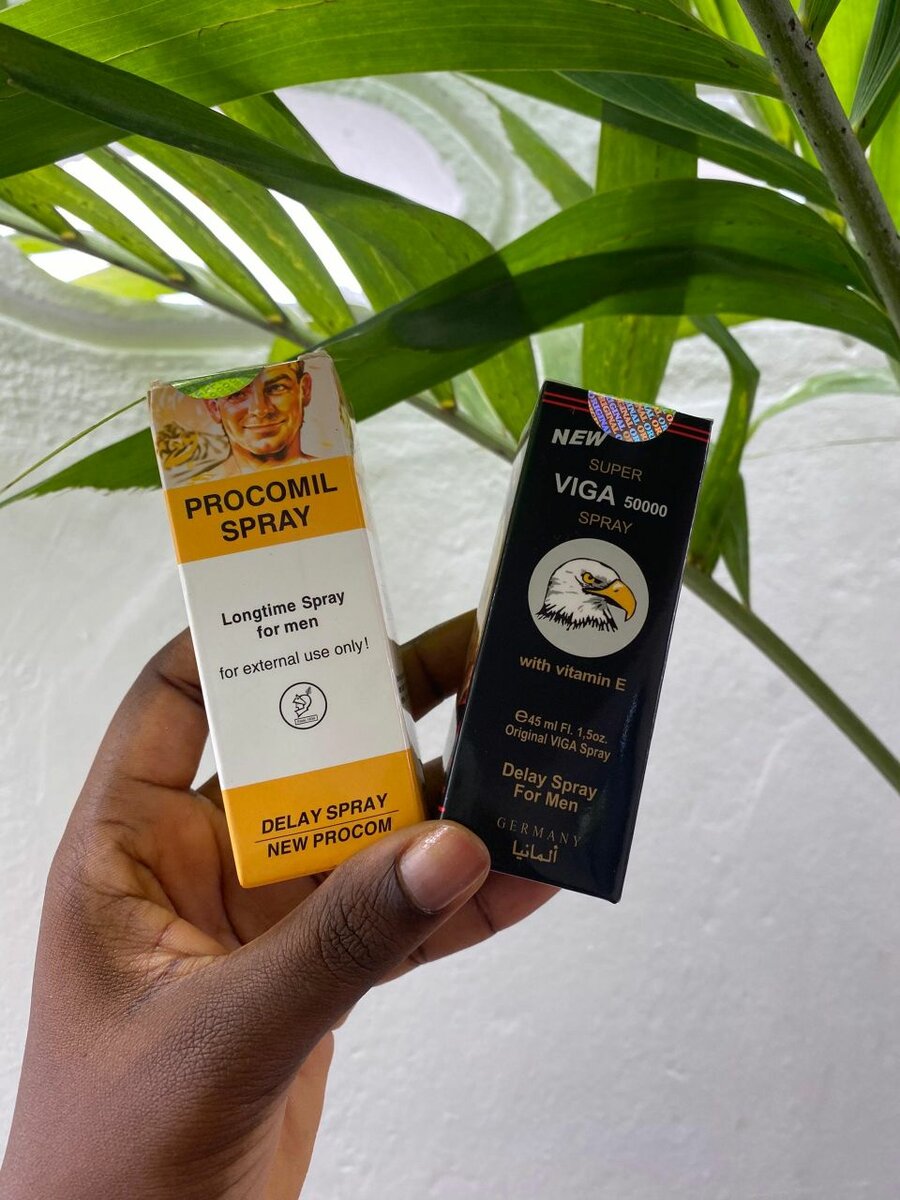 PROCOMIL
SPRAY
Longtime Spray
for men
for external use only!
DELAY SPRAY
NEW PROCOM
NEW
SUPER
VIGA 50000
SPRAY
with vitamin E
℮45 ml Fl. 1,5oz.
Original VIGA Spray
Delay Spray
For Men
GERMANY
ألمانيا
ORIGINAL